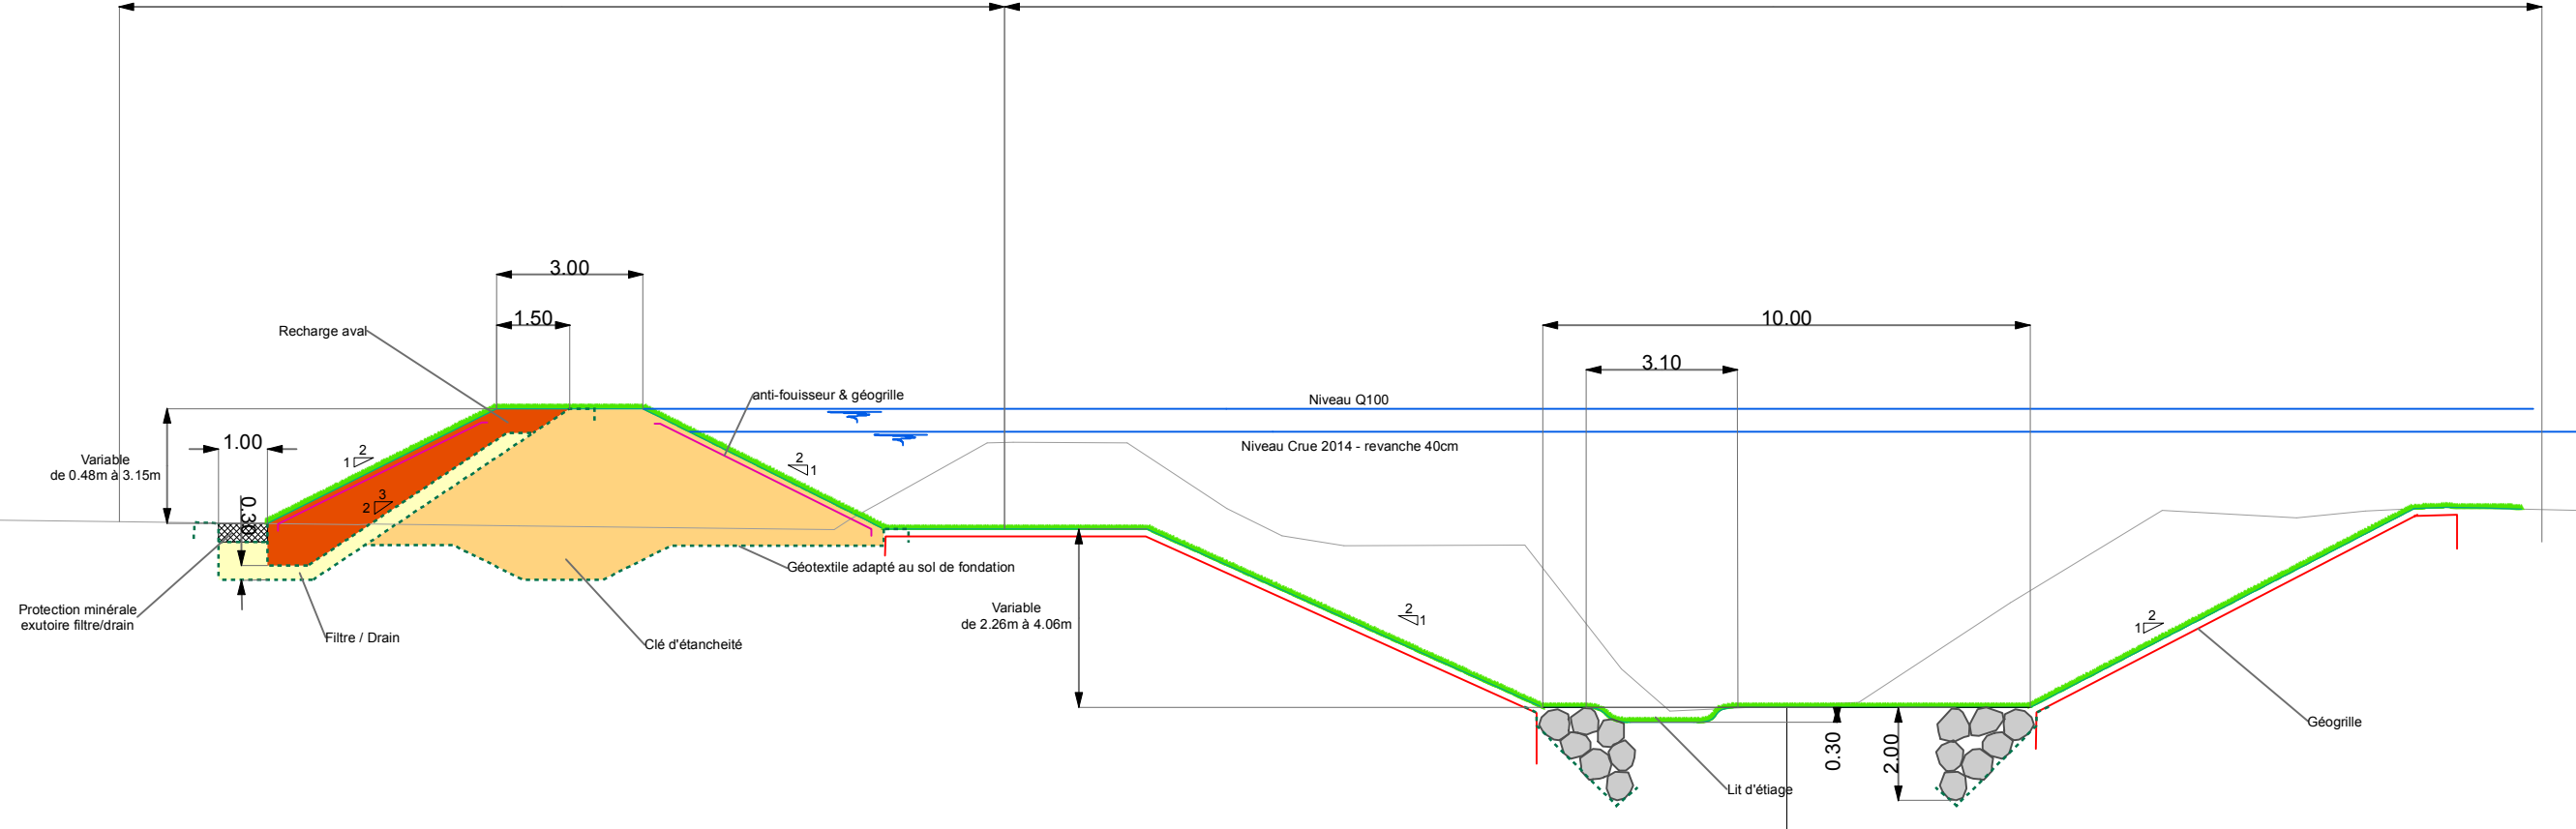 3.00
1.50
Recharge aval
10.00
3.10
anti-fouisseur & géogrille
Niveau Q100
1.00
Niveau Crue 2014 - revanche 40cm
Variable
de 0.48m à 3.15m
2
1
2
1
3
2
0.30
Géotextile adapté au sol de fondation
Protection minérale
exutoire filtre/drain
Filtre / Drain
Clé d'étancheité
Variable
de 2.26m à 4.06m
2
1
2
1
0.30
2.00
Géogrille
Lit d'étiage